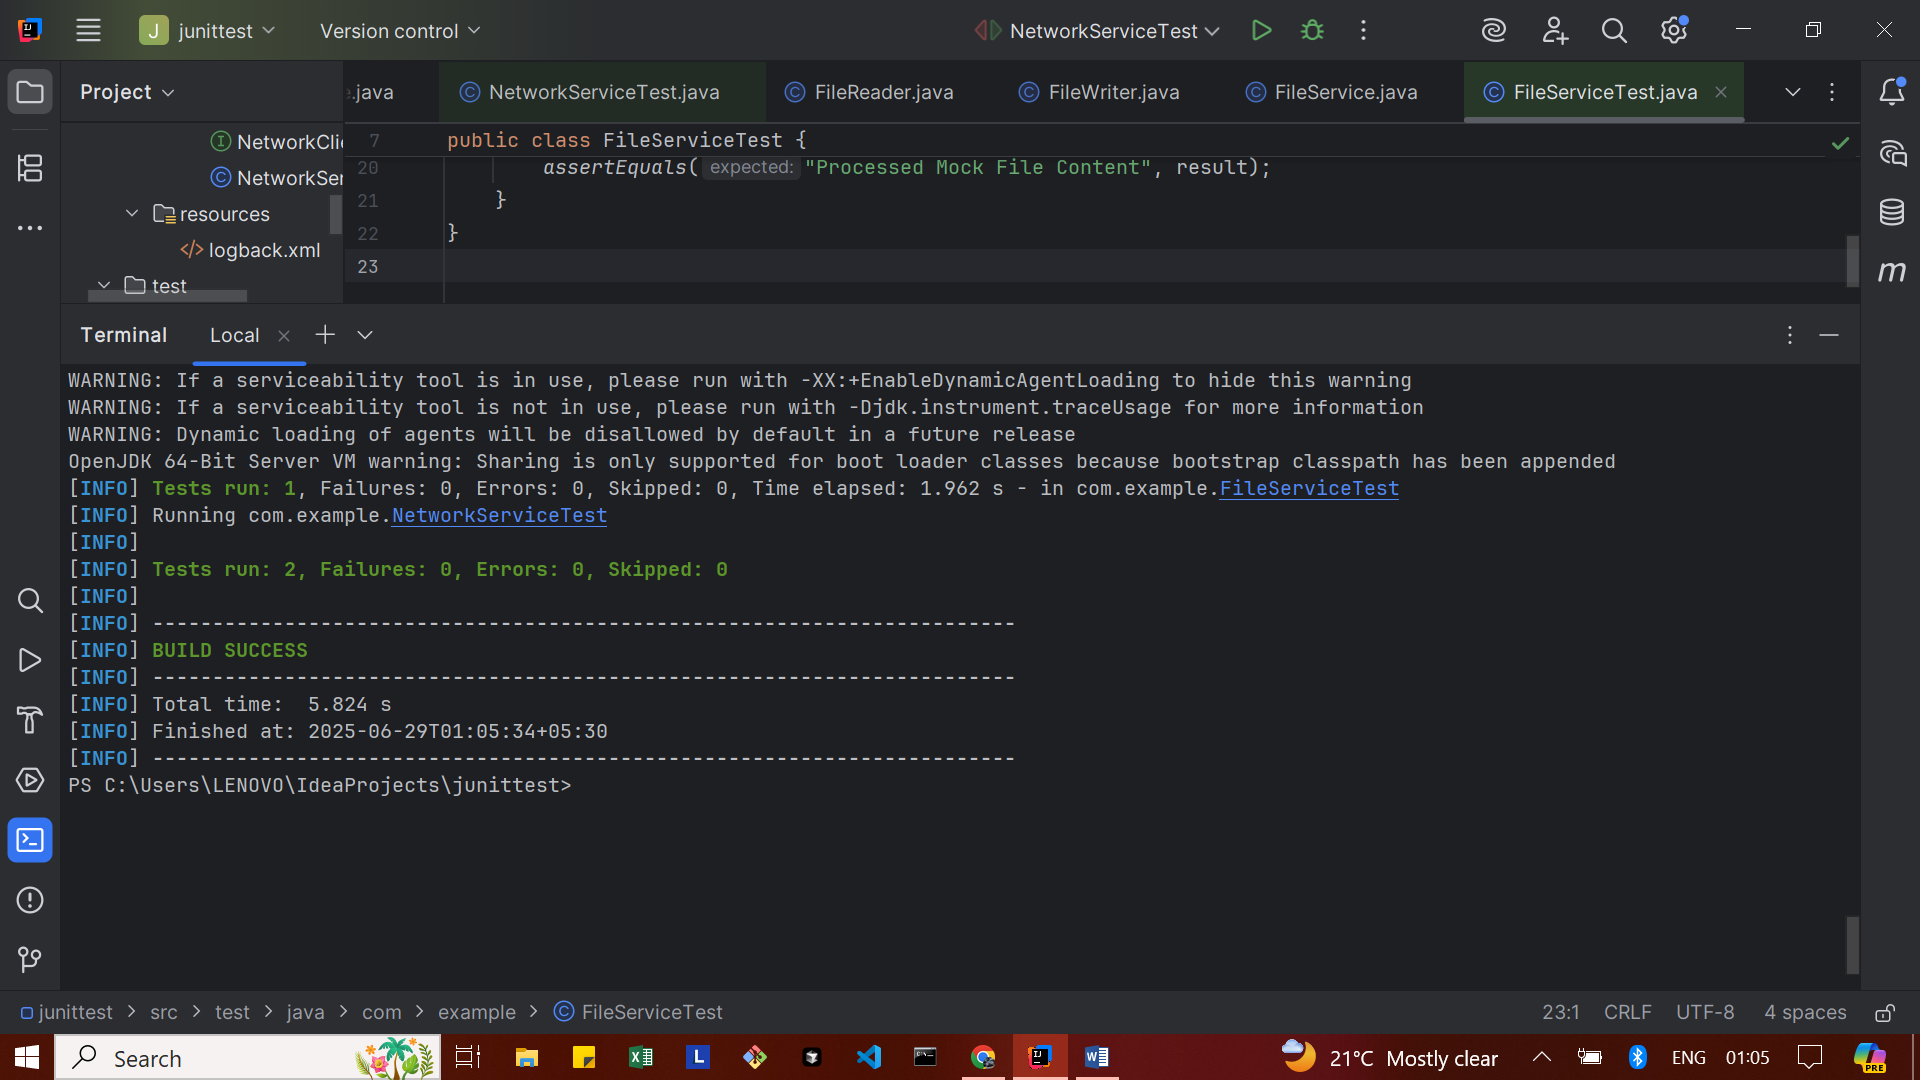 J junittest Version control NetworkServiceTest
Project
.java NetworkServiceTest.java FileReader.java FileWriter.java FileService.java FileServiceTest.java
NetworkCli
NetworkSer
resources
logback.xml
test
7 public class FileServiceTest {
20 assertEquals( expected: "Processed Mock File Content", result);
21 }
22 }
23
Terminal Local
WARNING: If a serviceability tool is in use, please run with -XX:+EnableDynamicAgentLoading to hide this warning
WARNING: If a serviceability tool is not in use, please run with -Djdk.instrument.traceUsage for more information
WARNING: Dynamic loading of agents will be disallowed by default in a future release
OpenJDK 64-Bit Server VM warning: Sharing is only supported for boot loader classes because bootstrap classpath has been appended
[INFO] Tests run: 1, Failures: 0, Errors: 0, Skipped: 0, Time elapsed: 1.962 s - in com.example.FileServiceTest
[INFO] Running com.example.NetworkServiceTest
[INFO]
[INFO] Tests run: 2, Failures: 0, Errors: 0, Skipped: 0
[INFO]
[INFO] ------------------------------------------------------------------------
[INFO] BUILD SUCCESS
[INFO] ------------------------------------------------------------------------
[INFO] Total time:  5.824 s
[INFO] Finished at: 2025-06-29T01:05:34+05:30
[INFO] ------------------------------------------------------------------------
PS C:\Users\LENOVO\IdeaProjects\junittest>
junittest > src > test > java > com > example > FileServiceTest 23:1 CRLF UTF-8 4 spaces
Search 21°C Mostly clear ENG 01:05 PRE